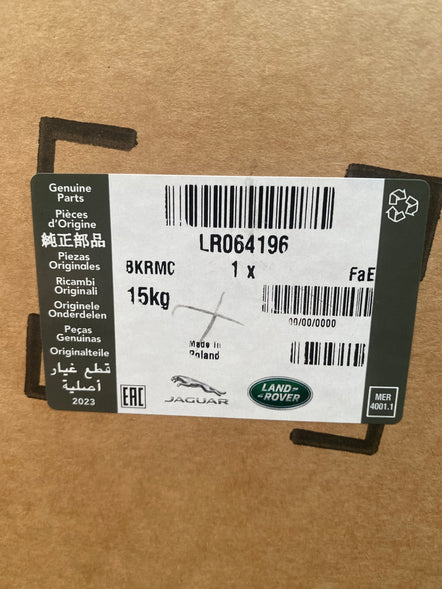 Genuine
Parts
Pièces
d'Origine
純正部品
Piezas
Originales
Ricambi
Originali
Originele
Onderdelen
Peças
Genuinas
Originalteile
قطع غيار
أصلية
2023
LR064196
BKRMC
1 x
FaE
15kg
00/00/0000
Made in
Poland
EAC
JAGUAR
LAND
ROVER
MER
4001.1